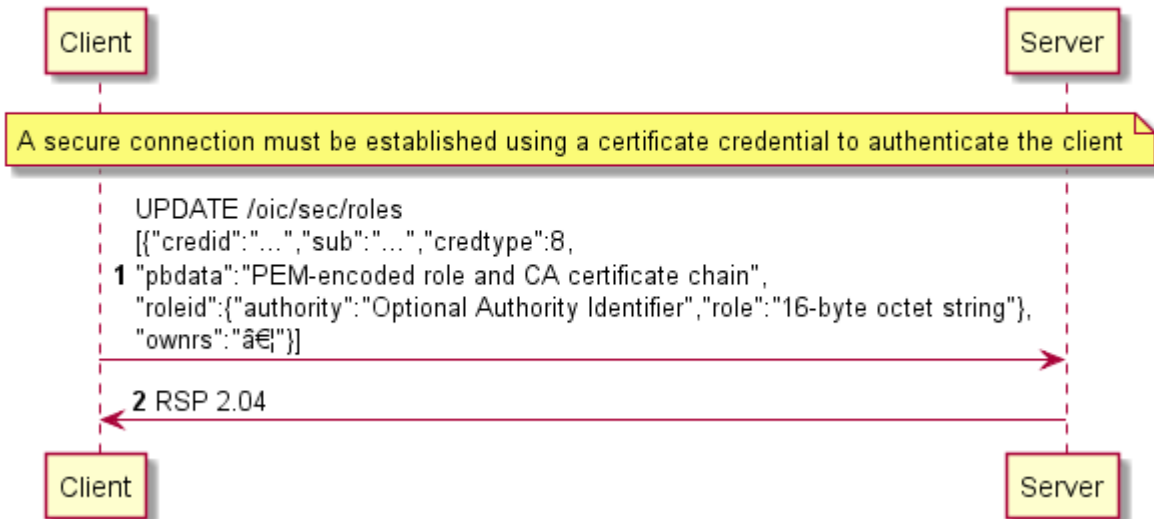 Client
Server
A secure connection must be established using a certificate credential to authenticate the client
UPDATE /oic/sec/roles
[{"credid":"...","sub":"...","credtype":8,
1 "pbdata":"PEM-encoded role and CA certificate chain",
"roleid":{"authority":"Optional Authority Identifier","role":"16-byte octet string"},
"ownrs":"â€¦"}]
2 RSP 2.04
Client
Server